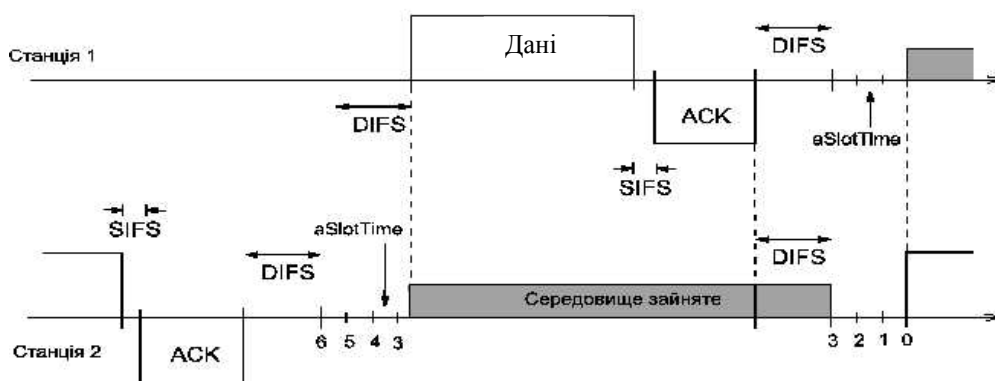 DIFS
Дані
Станція 1
DIFS
ACK
aSlotTime
SIFS
SIFS
aSlotTime
DIFS
DIFS
Середовище зайняте
6 5 4 3
3 2 1 0
Станція 2
ACK